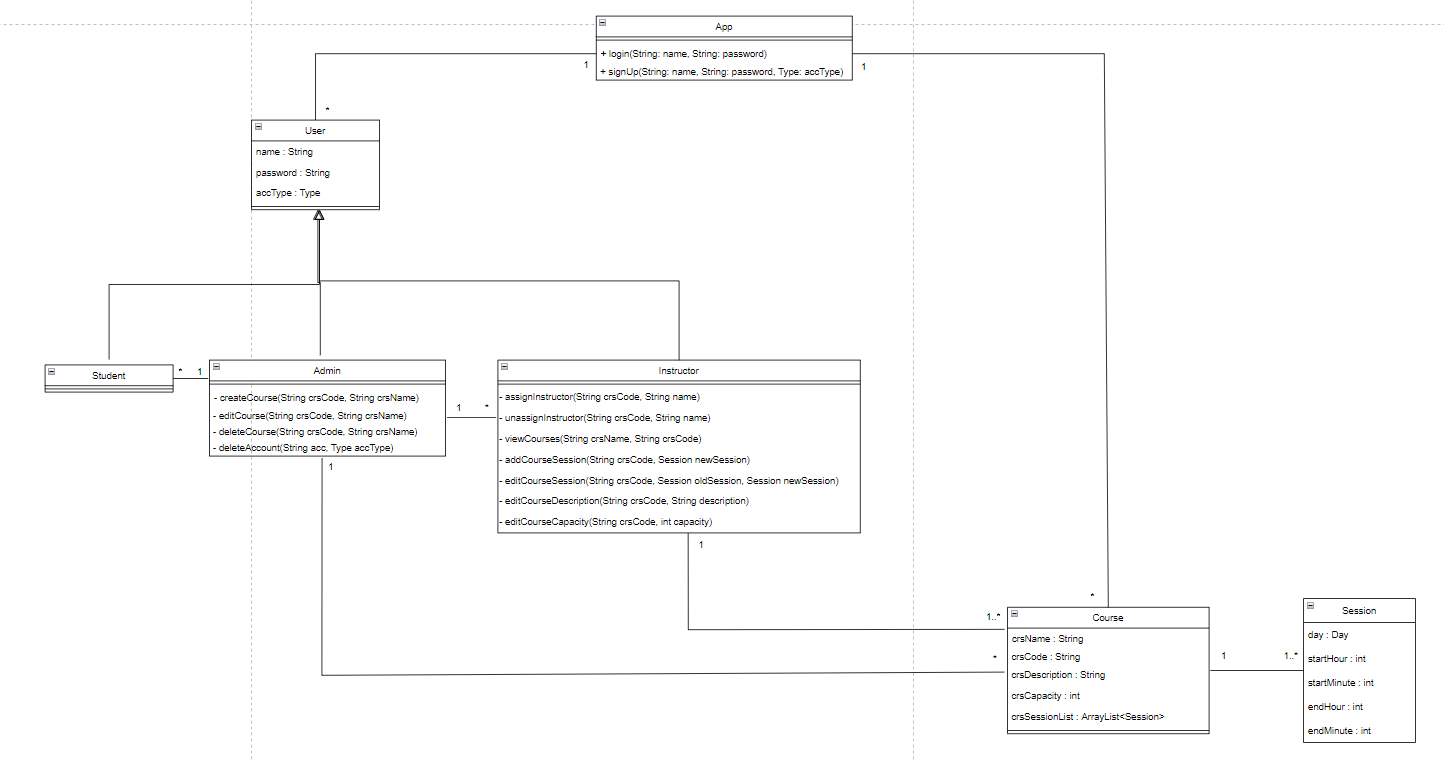 App
+ login(String: name, String: password)
+ signUp(String: name, String: password, Type: accType)
1
1
*
User
name : String
password : String
accType : Type
Student
*
1
Admin
- createCourse(String crsCode, String crsName)
- editCourse(String crsCode, String crsName)
- deleteCourse(String crsCode, String crsName)
- deleteAccount(String acc, Type accType)
1
*
1
Instructor
- assignInstructor(String crsCode, String name)
- unassignInstructor(String crsCode, String name)
- viewCourses(String crsName, String crsCode)
- addCourseSession(String crsCode, Session newSession)
- editCourseSession(String crsCode, Session oldSession, Session newSession)
- editCourseDescription(String crsCode, String description)
- editCourseCapacity(String crsCode, int capacity)
1
*
1..*
*
Course
crsName : String
crsCode : String
crsDescription : String
crsCapacity : int
crsSessionList : ArrayList<Session>
1
1..*
Session
day : Day
startHour : int
startMinute : int
endHour : int
endMinute : int